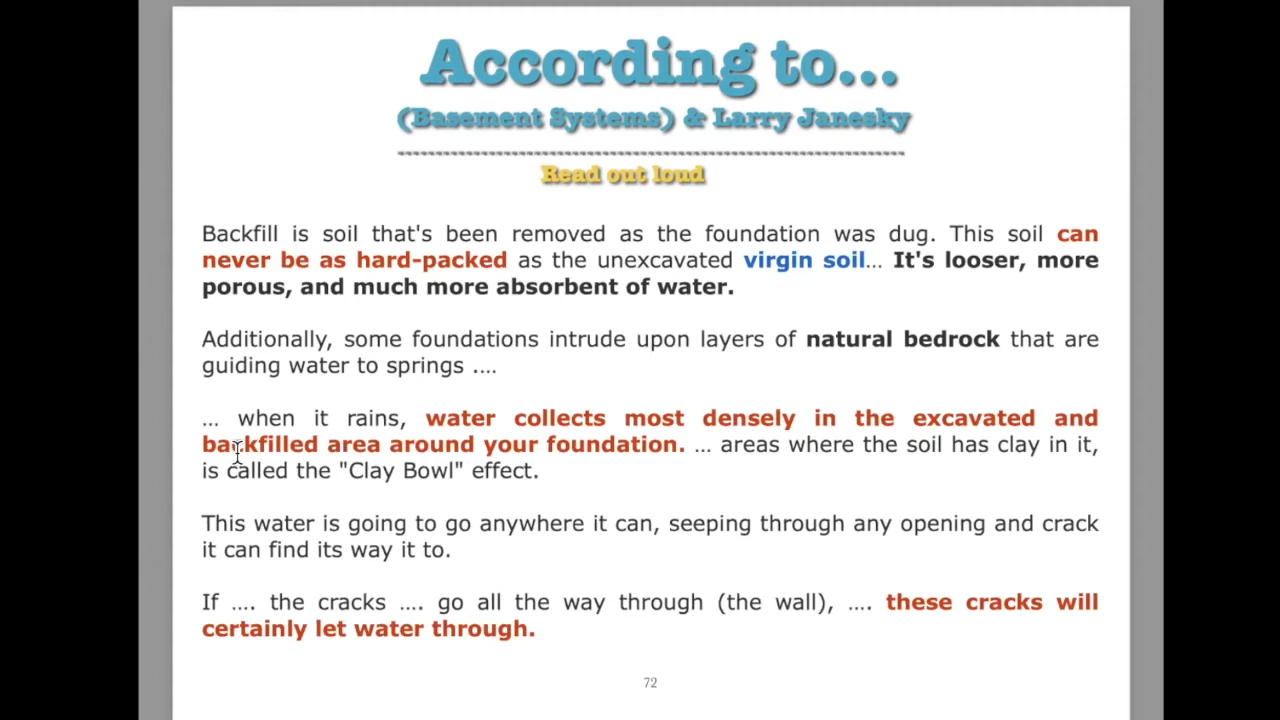 According to...
(Basement Systems) & Larry Janesky
Read out loud
Backfill is soil that's been removed as the foundation was dug. This soil can
never be as hard-packed as the unexcavated virgin soil… It's looser, more
porous, and much more absorbent of water.
Additionally, some foundations intrude upon layers of natural bedrock that are
guiding water to springs ….
… when it rains, water collects most densely in the excavated and
backfilled area around your foundation. … areas where the soil has clay in it,
is called the "Clay Bowl" effect.
This water is going to go anywhere it can, seeping through any opening and crack
it can find its way it to.
If …. the cracks …. go all the way through (the wall), …. these cracks will
certainly let water through.
72